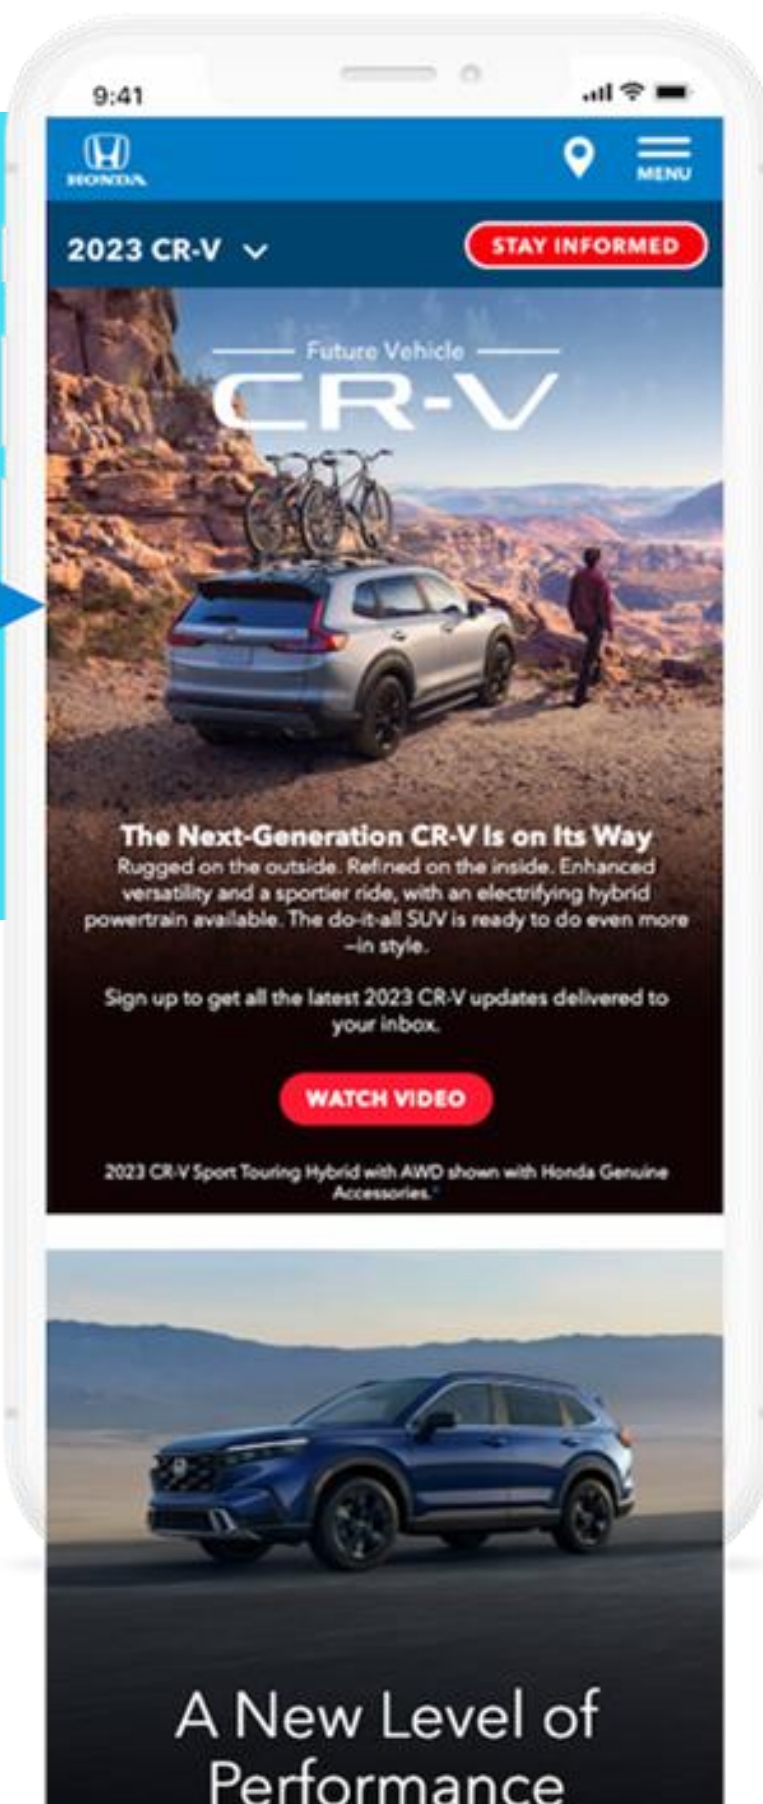 9:41
HONDA
MENU
2023 CR-V
STAY INFORMED
Future Vehicle
CR-V
The Next-Generation CR-V Is on Its Way
Rugged on the outside. Refined on the inside. Enhanced
versatility and a sportier ride, with an electrifying hybrid
powertrain available. The do-it-all SUV is ready to do even more
–in style.
Sign up to get all the latest 2023 CR-V updates delivered to
your inbox.
WATCH VIDEO
2023 CR-V Sport Touring Hybrid with AWD shown with Honda Genuine
Accessories.*
A New Level of
Performance